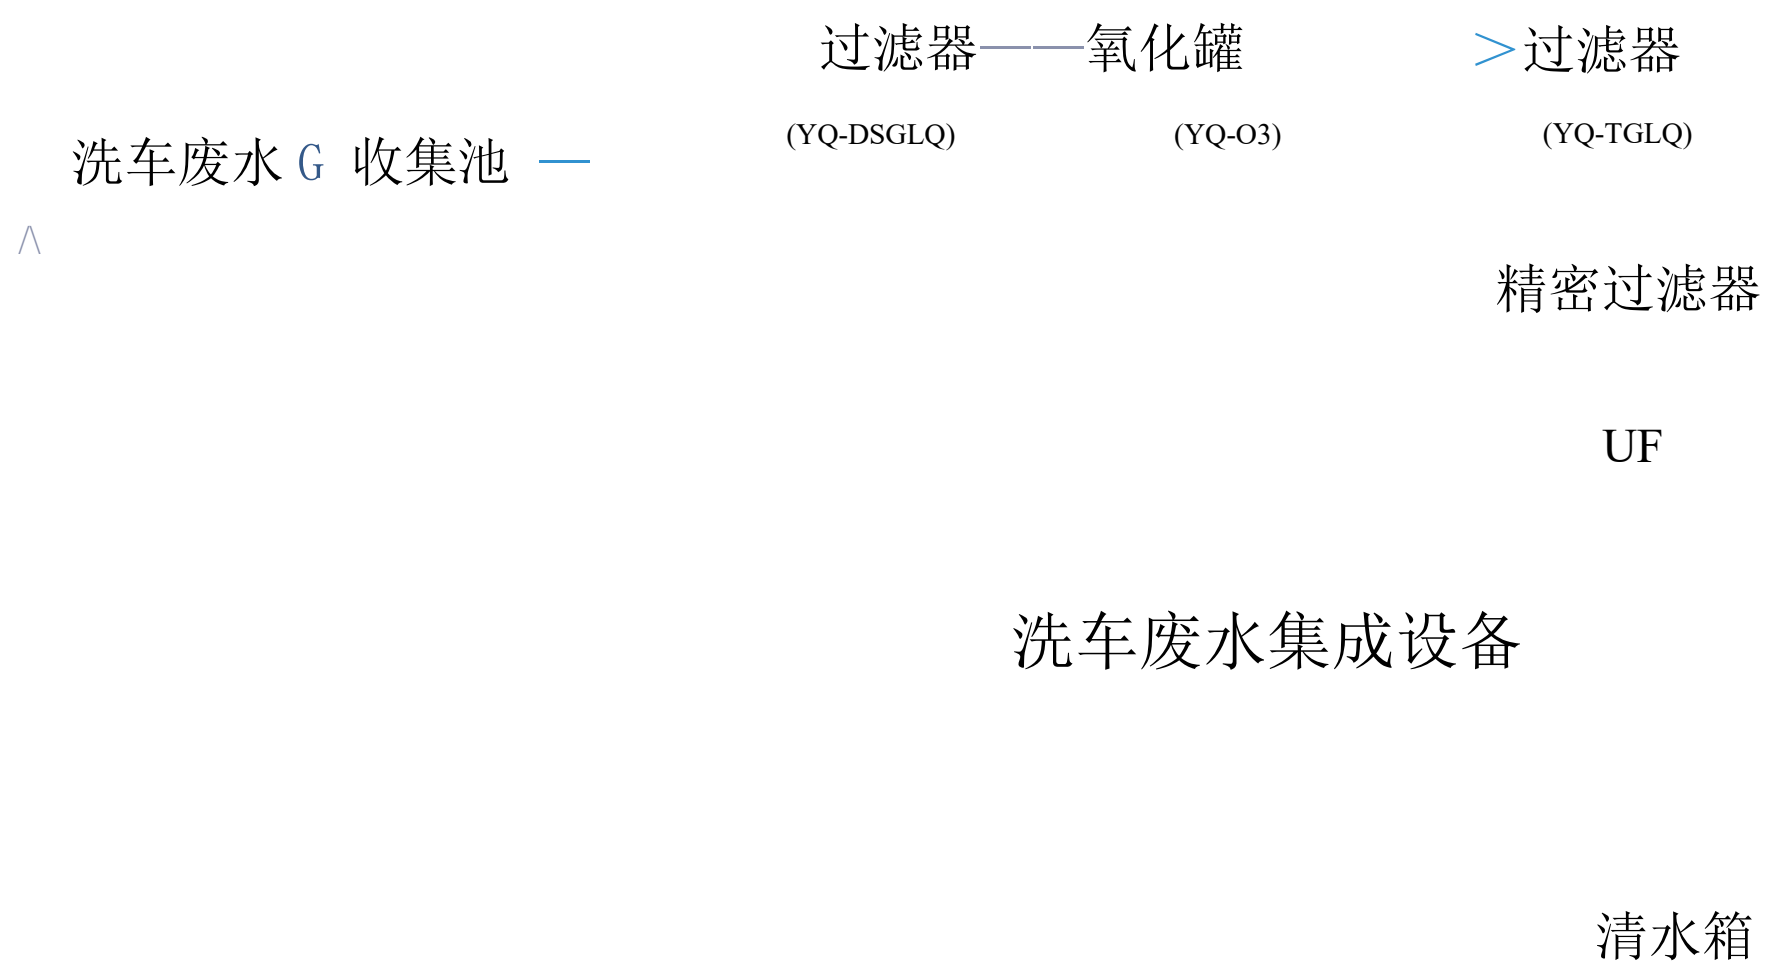 过滤器——氧化罐 >过滤器
(YQ-DSGLQ) (YQ-O3) (YQ-TGLQ)
洗车废水 G 收集池 —
^
精密过滤器
UF
洗车废水集成设备
清水箱